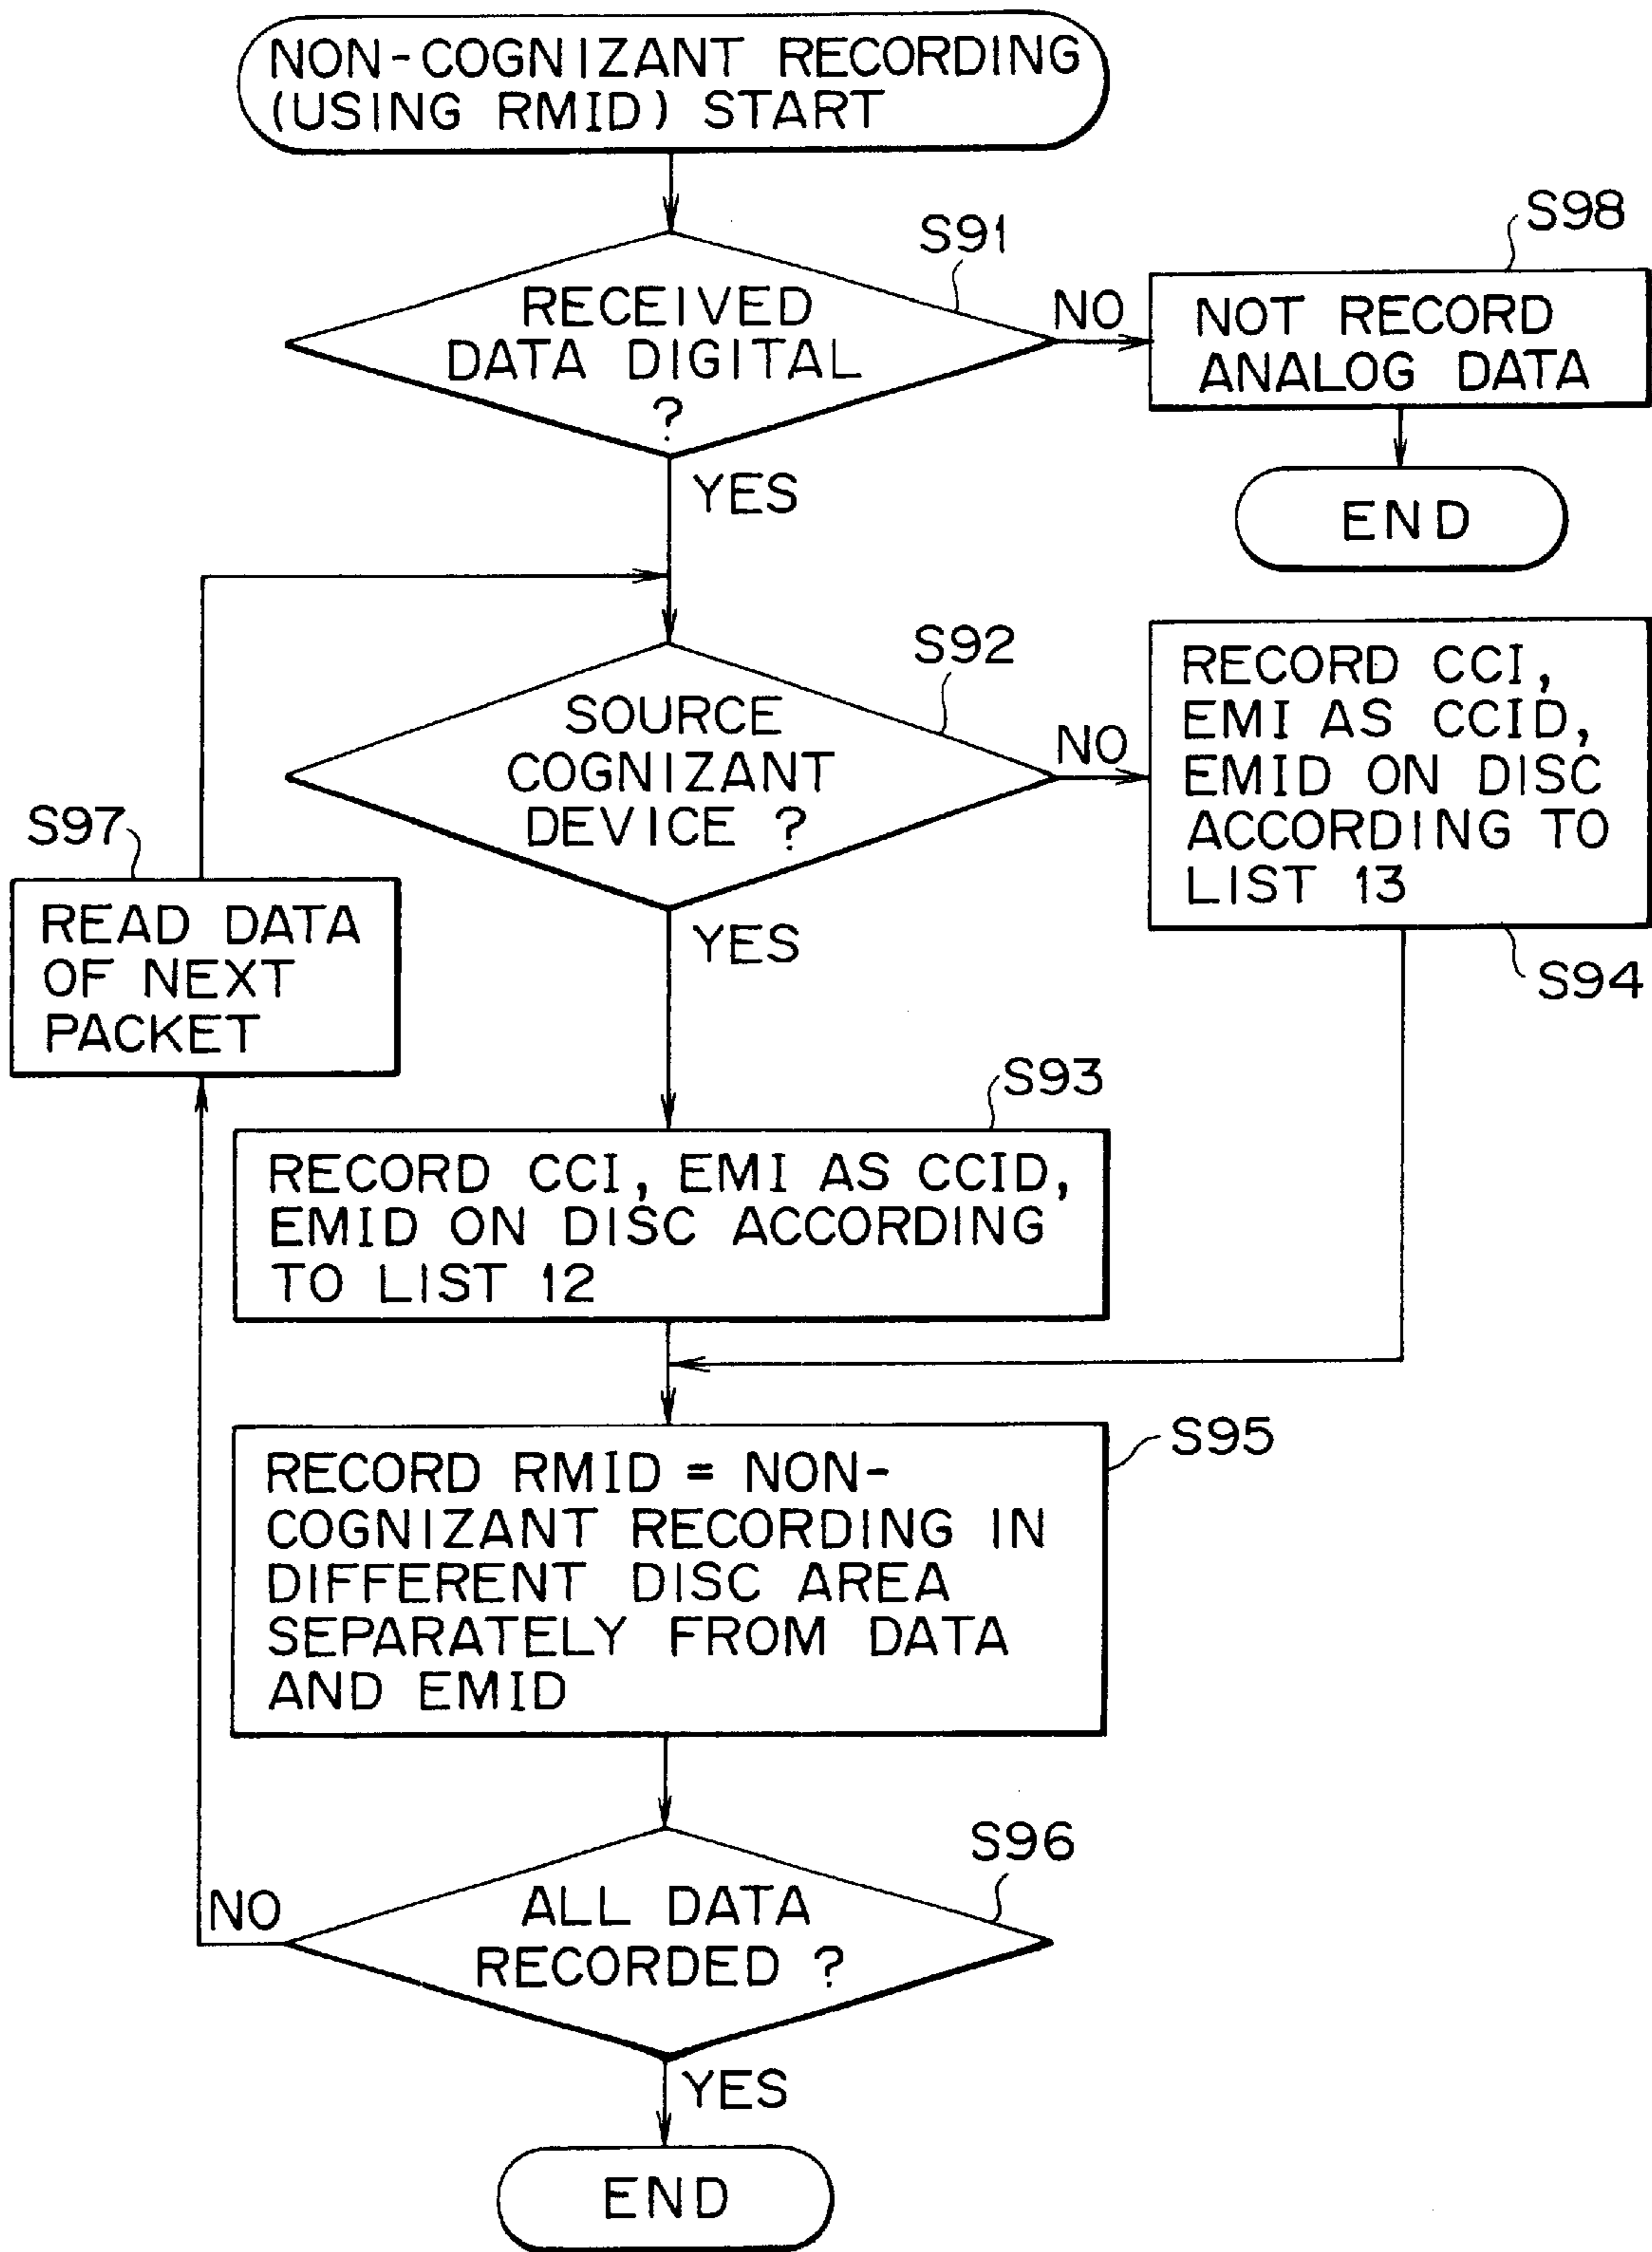 NON-COGNIZANT RECORDING
(USING RMID) START
S91
RECEIVED
DATA DIGITAL
?
NO
S98
NOT RECORD
ANALOG DATA
END
YES
S92
SOURCE
COGNIZANT
DEVICE ?
NO
RECORD CCI,
EMI AS CCID,
EMID ON DISC
ACCORDING TO
LIST 13
S94
S97
READ DATA
OF NEXT
PACKET
YES
S93
RECORD CCI, EMI AS CCID,
EMID ON DISC ACCORDING
TO LIST 12
S95
RECORD RMID = NON-
COGNIZANT RECORDING IN
DIFFERENT DISC AREA
SEPARATELY FROM DATA
AND EMID
S96
ALL DATA
RECORDED ?
NO
YES
END